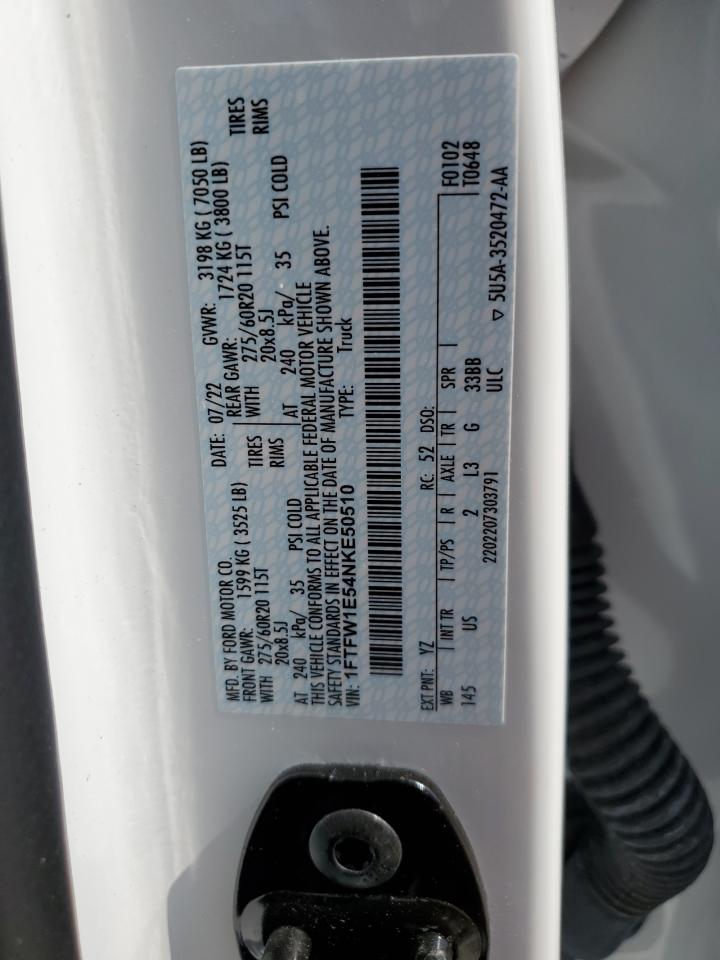 MFD. BY FORD MOTOR CO. DATE: 07/22 GVWR: 3198 KG ( 7050 LB)
FRONT GAWR: 1599 KG ( 3525 LB) REAR GAWR: 1724 KG ( 3800 LB)
WITH 275/60R20 115T TIRES WITH 275/60R20 115T TIRES
20x8.5J RIMS 20x8.5J RIMS
AT 240 kPa/ 35 PSI COLD AT 240 kPa/ 35 PSI COLD
THIS VEHICLE CONFORMS TO ALL APPLICABLE FEDERAL MOTOR VEHICLE
SAFETY STANDARDS IN EFFECT ON THE DATE OF MANUFACTURE SHOWN ABOVE.
VIN: 1FTFW1E54NKE50510 TYPE: Truck
F0102
EXT PNT: YZ RC: 52 DSO: T0648
WB INT TR TP/PS R AXLE TR SPR
145 US 2 L3 G 33BB
2202207303791 ULC
▽ 5U5A-3520472-AA